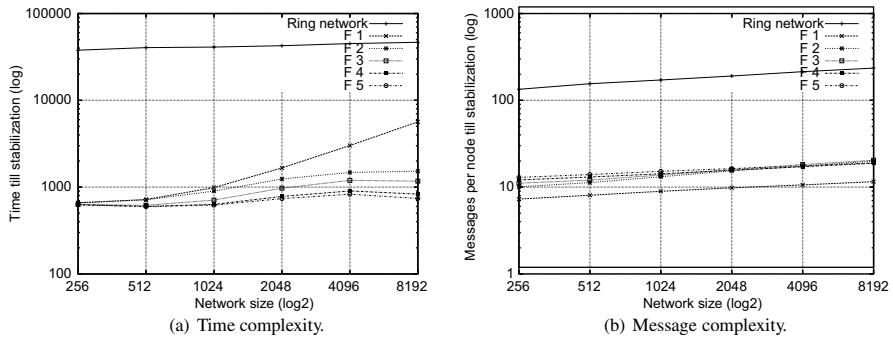 Time till stabilization (log)
100000
10000
1000
100
Ring network
F 1
F 2
F 3
F 4
F 5
256 512 1024 2048 4096 8192
Network size (log2)
(a) Time complexity.
Messages per node till stabilization (log)
1000
100
10
1
Ring network
F 1
F 2
F 3
F 4
F 5
256 512 1024 2048 4096 8192
Network size (log2)
(b) Message complexity.